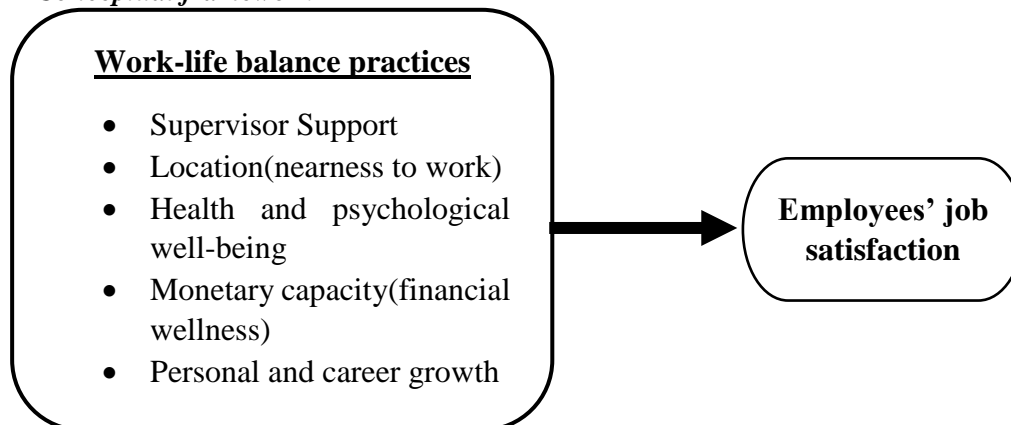 Work-life balance practices
• Supervisor Support
• Location(nearness to work)
• Health and psychological
well-being
• Monetary capacity(financial
wellness)
• Personal and career growth
Employees’ job
satisfaction